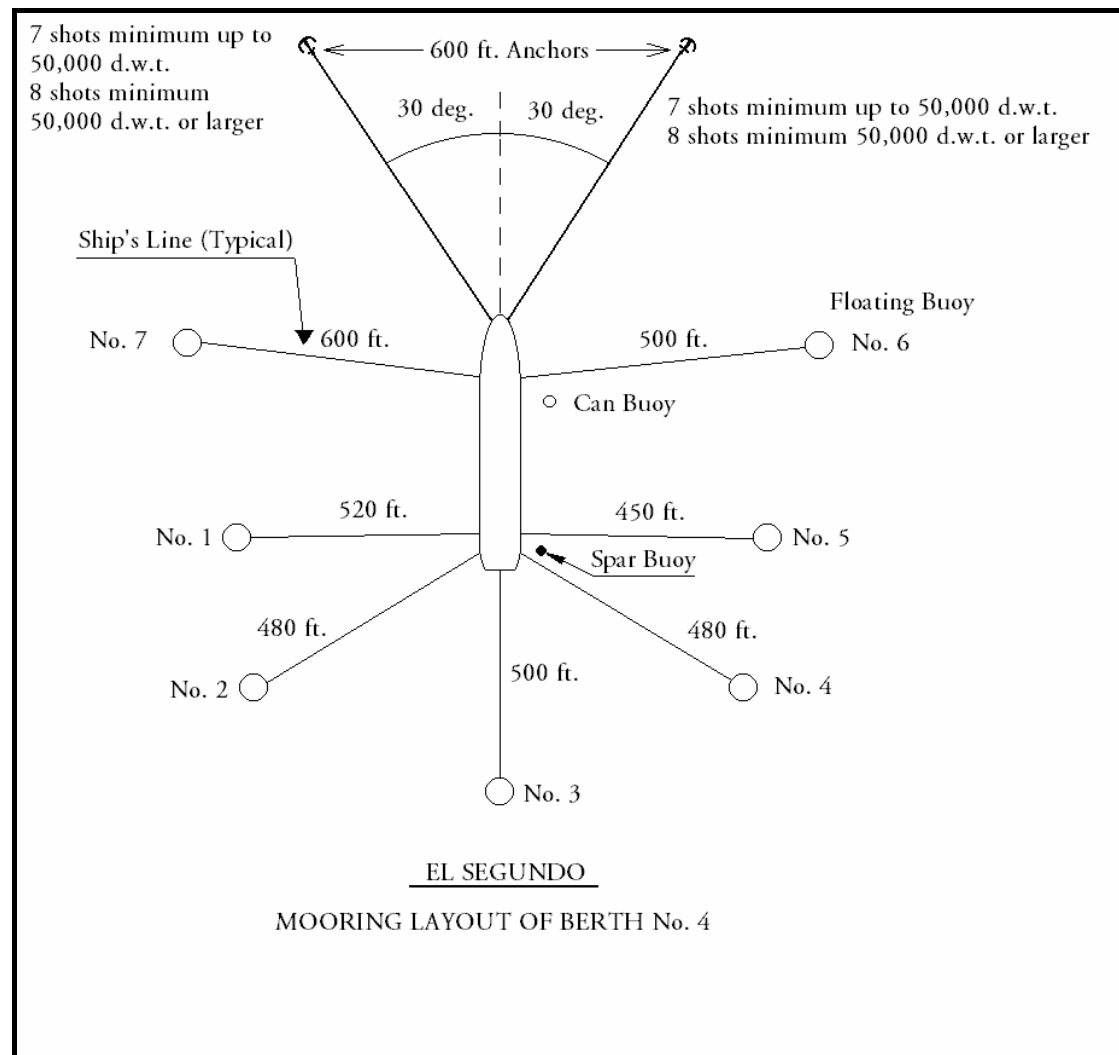 7 shots minimum up to
50,000 d.w.t.
8 shots minimum
50,000 d.w.t. or larger
600 ft. Anchors
30 deg.
30 deg.
7 shots minimum up to 50,000 d.w.t.
8 shots minimum 50,000 d.w.t. or larger
Ship's Line (Typical)
Floating Buoy
No. 7
600 ft.
500 ft.
No. 6
Can Buoy
520 ft.
450 ft.
No. 1
No. 5
Spar Buoy
480 ft.
480 ft.
500 ft.
No. 2
No. 4
No. 3
EL SEGUNDO
MOORING LAYOUT OF BERTH No. 4